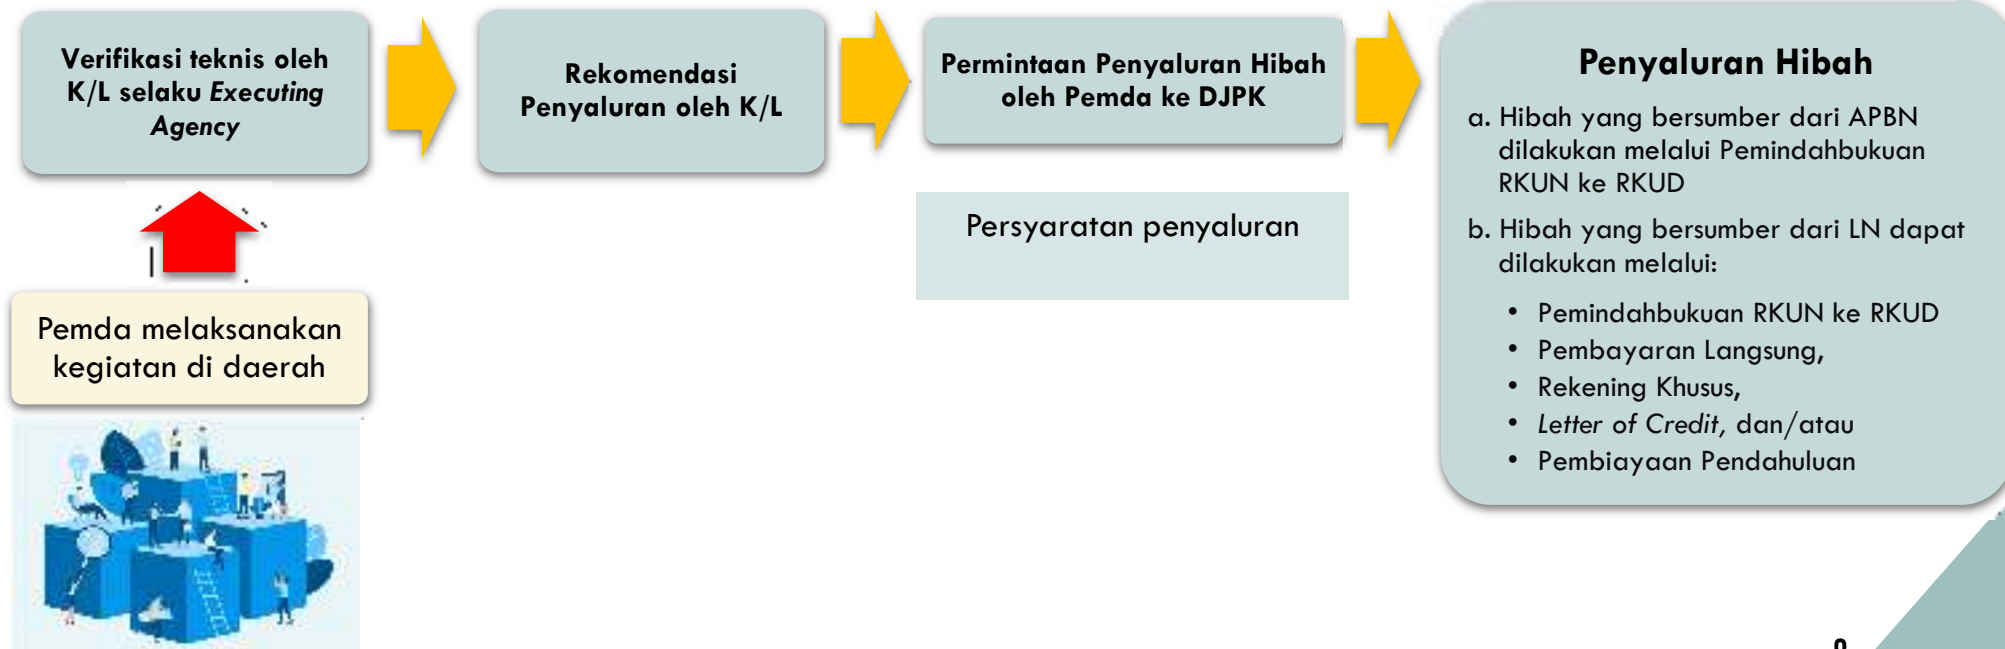 Verifikasi teknis oleh
K/L selaku Executing
Agency
Rekomendasi
Penyaluran oleh K/L
Permintaan Penyaluran Hibah
oleh Pemda ke DJPK
Persyaratan penyaluran
Pemda melaksanakan
kegiatan di daerah
Penyaluran Hibah
a. Hibah yang bersumber dari APBN
dilakukan melalui Pemindahbukuan
RKUN ke RKUD
b. Hibah yang bersumber dari LN dapat
dilakukan melalui:
• Pemindahbukuan RKUN ke RKUD
• Pembayaran Langsung,
• Rekening Khusus,
• Letter of Credit, dan/atau
• Pembiayaan Pendahuluan